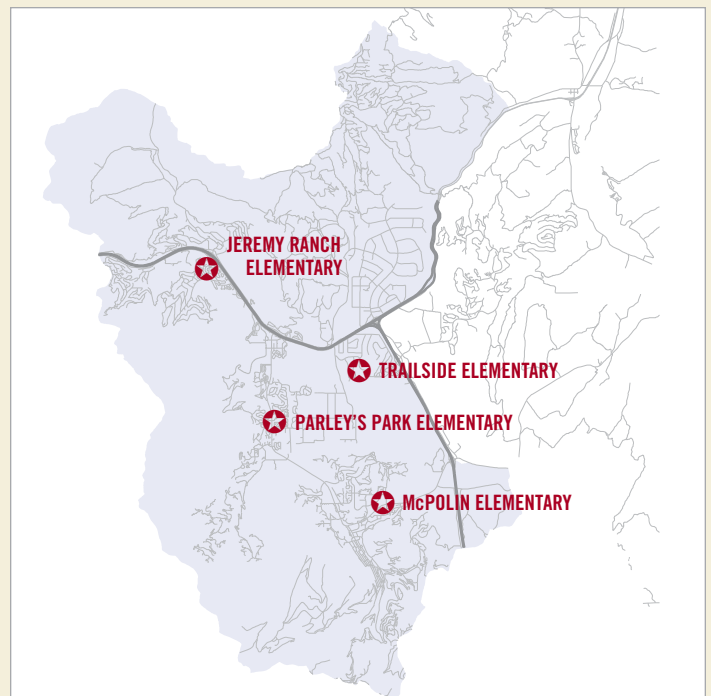 JEREMY RANCH
ELEMENTARY
TRAILSIDE ELEMENTARY
PARLEY'S PARK ELEMENTARY
McPOLIN ELEMENTARY